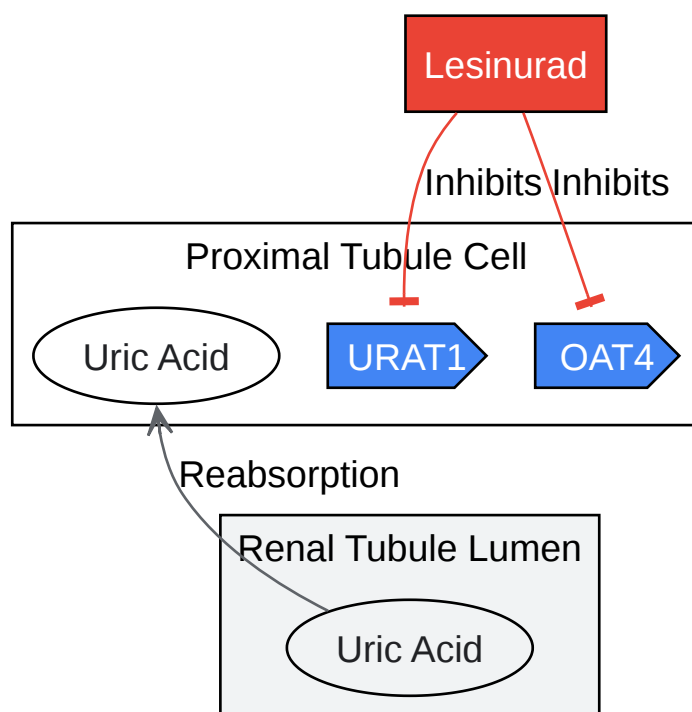 Lesinurad
Inhibits Inhibits
Proximal Tubule Cell
Uric Acid
URAT1
OAT4
Reabsorption
Renal Tubule Lumen
Uric Acid